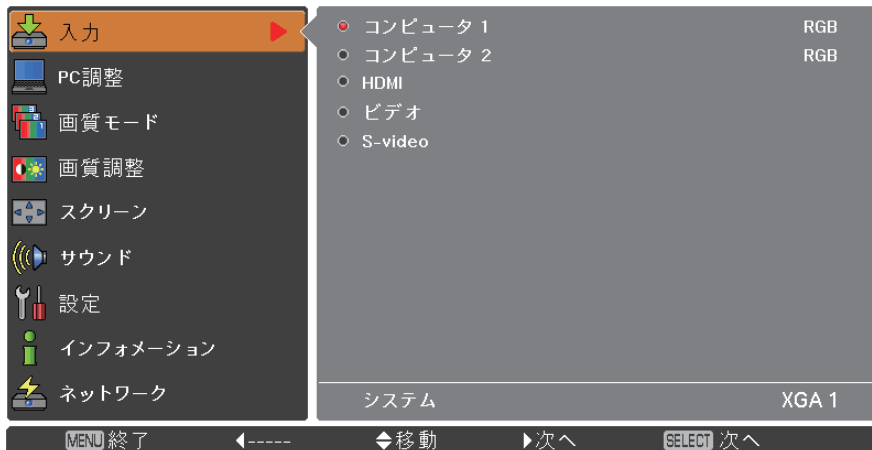 入力
PC調整
画質モード
画質調整
スクリーン
サウンド
設定
インフォメーション
ネットワーク
コンピュータ 1 RGB
コンピュータ 2 RGB
HDMI
ビデオ
S-video
システム XGA 1
MENU 終了 ◀----- ◆移動 ▶次へ SELECT 次へ